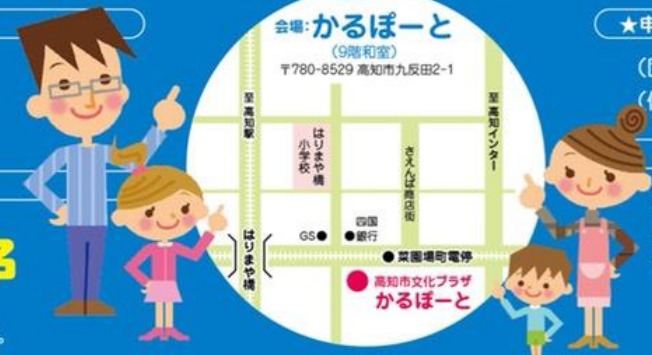 会場:かるぽーと
(9階和室)
〒780-8529 高知市九反田2-1
至 高知駅
はりまや橋
小学校
さえんば商店街
至 高知インター
GS●
四国
●銀行
はりまや橋
●菜園場町電停
高知市文化プラザ
かるぽーと
★申
名
。